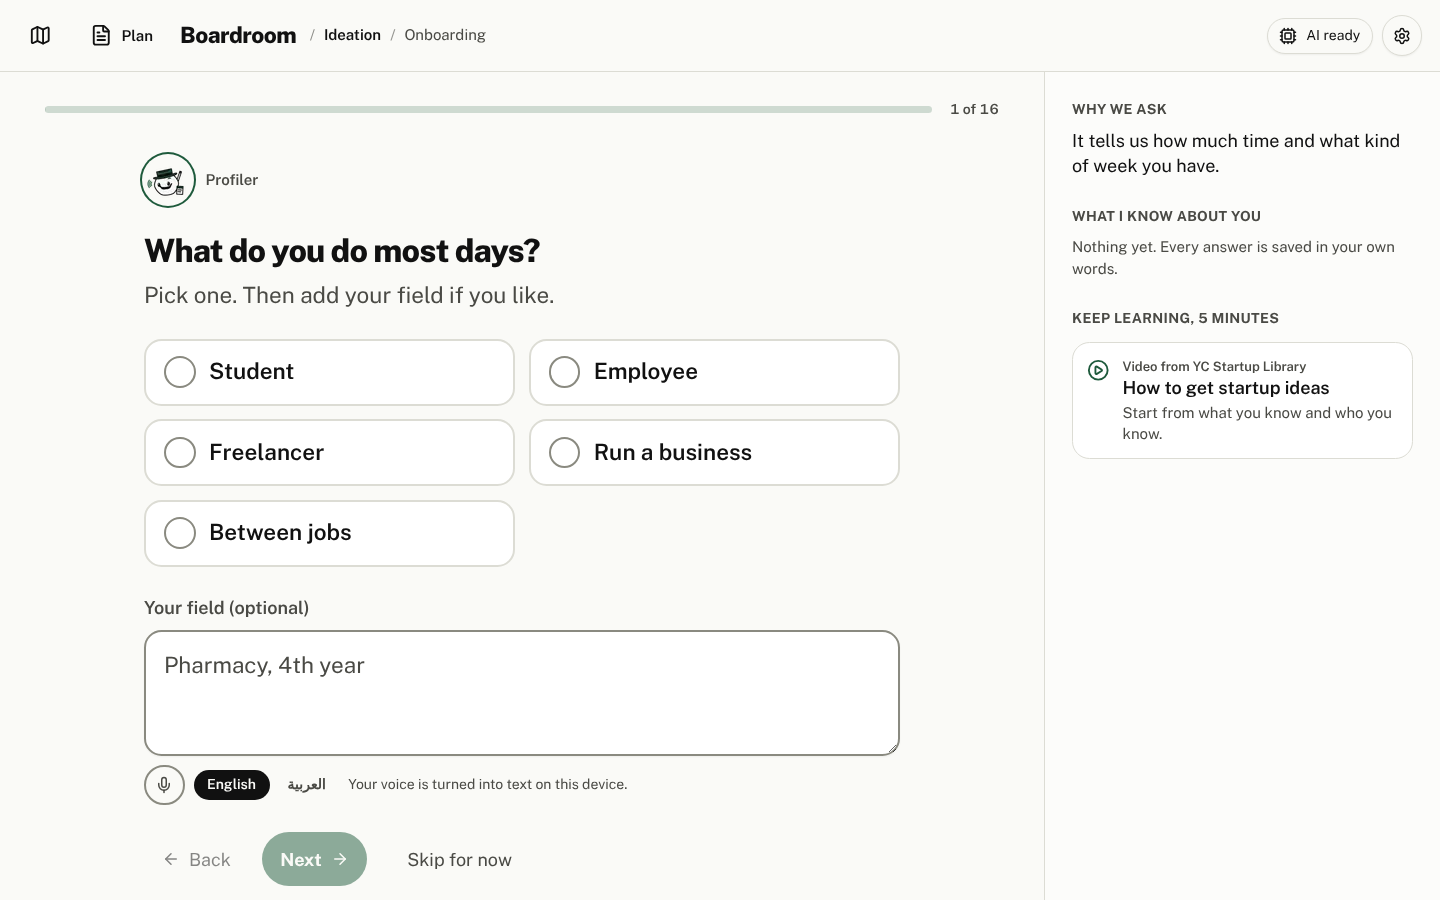 Plan
Boardroom / Ideation / Onboarding
AI ready
1 of 16
Profiler
What do you do most days?
Pick one. Then add your field if you like.
Student
Employee
Freelancer
Run a business
Between jobs
Your field (optional)
Pharmacy, 4th year
English
العربية
Your voice is turned into text on this device.
Back
Next
Skip for now
WHY WE ASK
It tells us how much time and what kind
of week you have.
WHAT I KNOW ABOUT YOU
Nothing yet. Every answer is saved in your own
words.
KEEP LEARNING, 5 MINUTES
Video from YC Startup Library
How to get startup ideas
Start from what you know and who you
know.